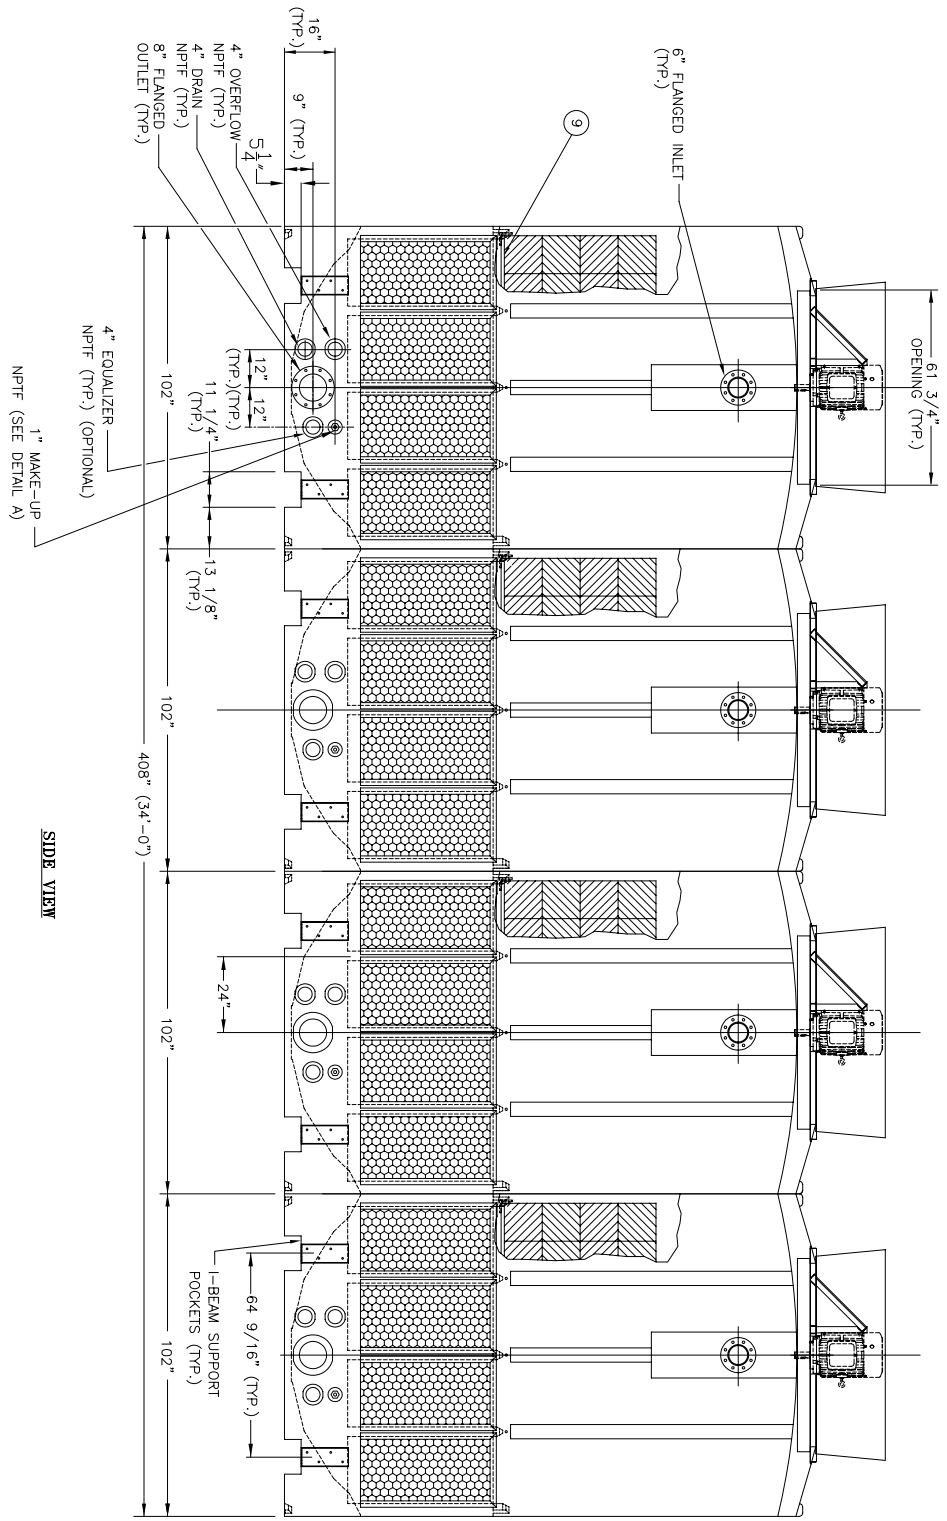 61 3/4"
OPENING (TYP.)
6" FLANGED INLET
(TYP.)
9
16"
(TYP.)
9" (TYP.)
5 1/4"
4" OVERFLOW
NPTF (TYP.)
4" DRAIN
NPTF (TYP.)
8" FLANGED
OUTLET (TYP.)
12"
(TYP.)
12"
(TYP.)
11 1/4"
(TYP.)
13 1/8"
(TYP.)
24"
64 9/16" (TYP.)
I-BEAM SUPPORT
POCKETS (TYP.)
102"
102"
102"
102"
408" (34'-0")
4" EQUALIZER
NPTF (TYP.) (OPTIONAL)
1" MAKE-UP
NPTF (SEE DETAIL A)
SIDE VIEW